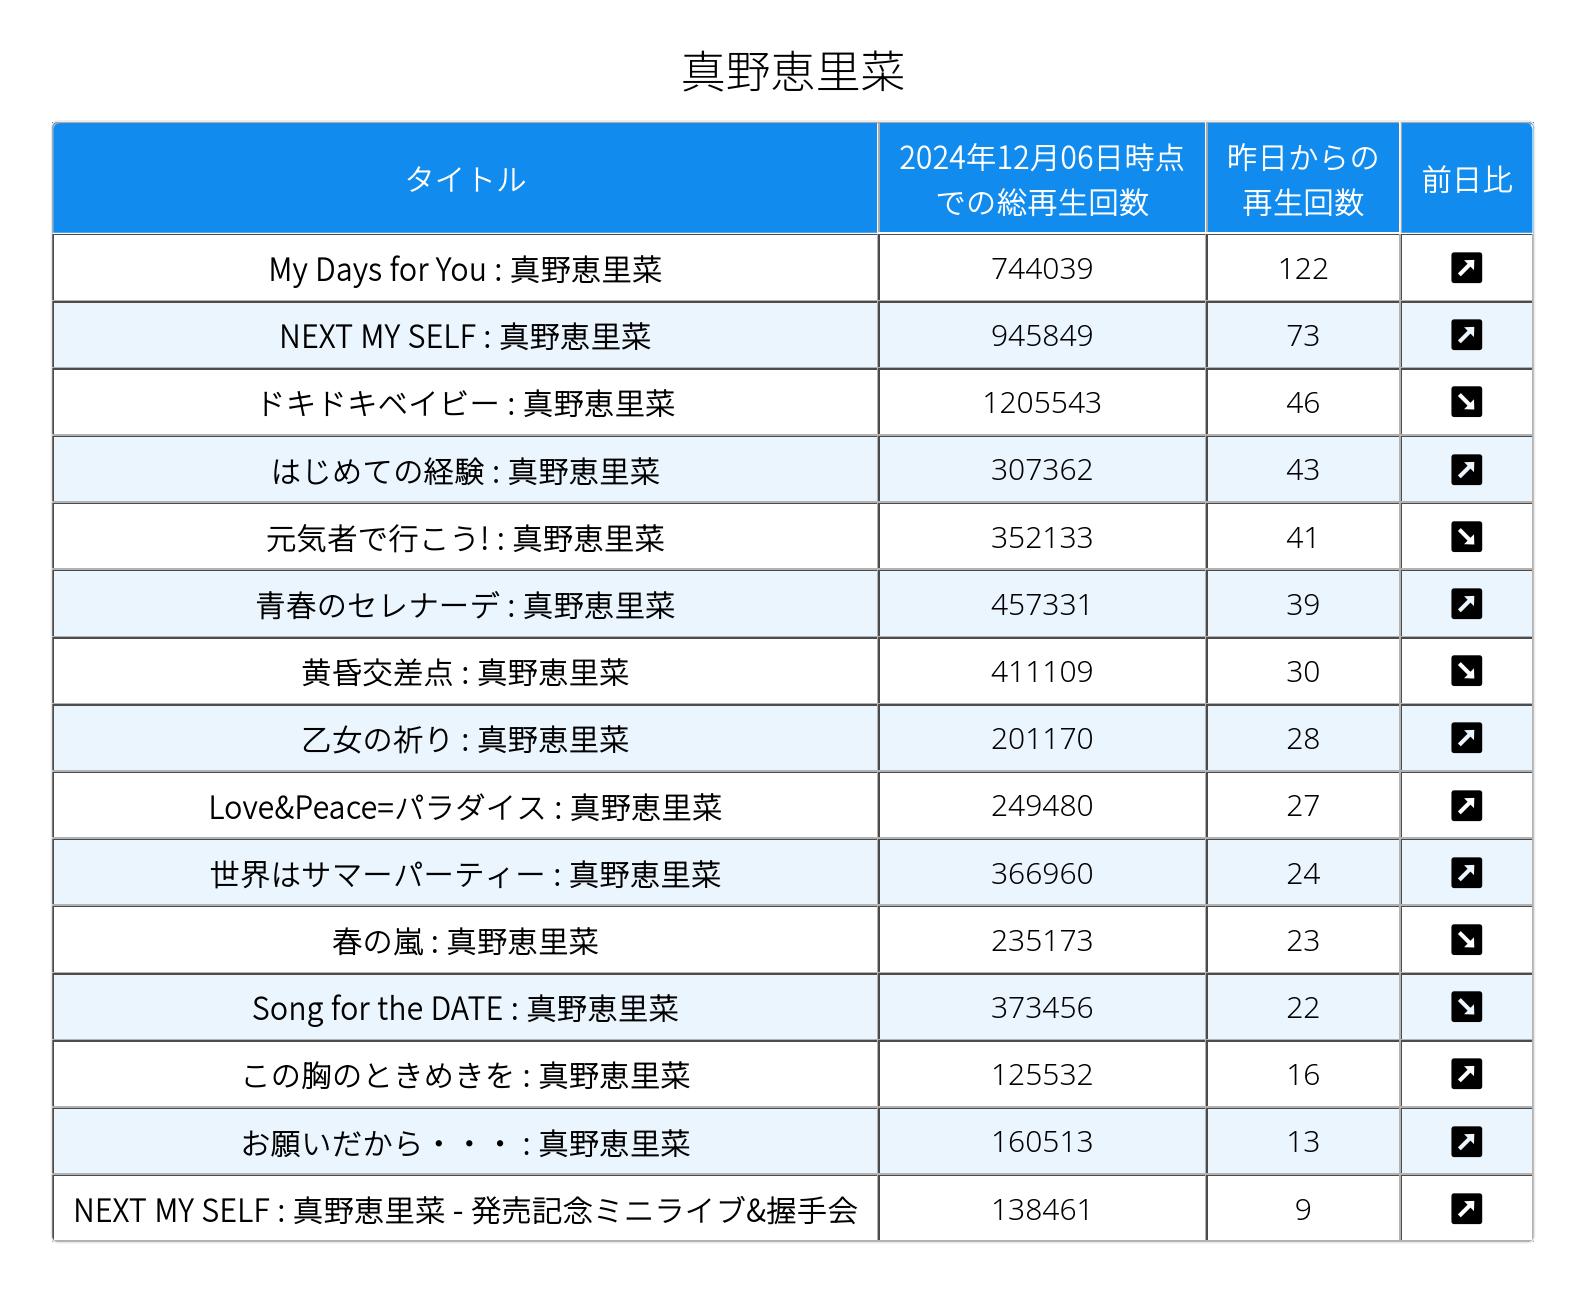 真野恵里菜
タイトル 2024年12月06日時点での総再生回数 昨日からの再生回数 前日比
My Days for You : 真野恵里菜 744039 122 ↗
NEXT MY SELF : 真野恵里菜 945849 73 ↗
ドキドキベイビー : 真野恵里菜 1205543 46 ↘
はじめての経験 : 真野恵里菜 307362 43 ↗
元気者で行こう! : 真野恵里菜 352133 41 ↘
青春のセレナーデ : 真野恵里菜 457331 39 ↗
黄昏交差点 : 真野恵里菜 411109 30 ↘
乙女の祈り : 真野恵里菜 201170 28 ↗
Love&Peace=パラダイス : 真野恵里菜 249480 27 ↗
世界はサマーパーティー : 真野恵里菜 366960 24 ↗
春の嵐 : 真野恵里菜 235173 23 ↘
Song for the DATE : 真野恵里菜 373456 22 ↘
この胸のときめきを : 真野恵里菜 125532 16 ↗
お願いだから・・・ : 真野恵里菜 160513 13 ↗
NEXT MY SELF : 真野恵里菜 - 発売記念ミニライブ&握手会 138461 9 ↗